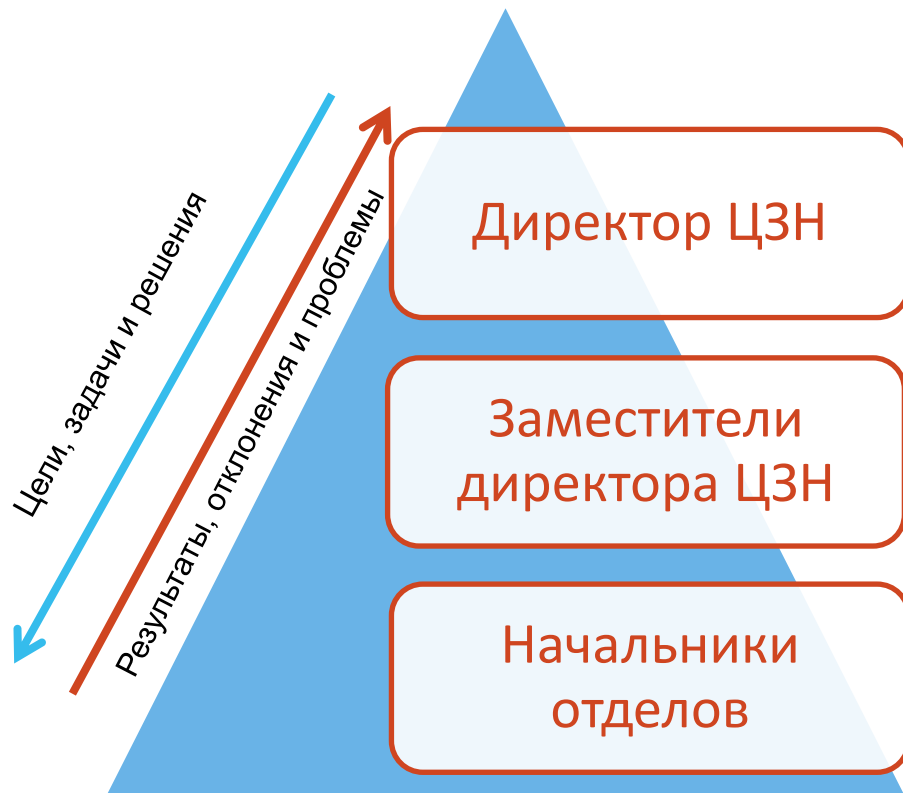 Цели, задачи и решения
Результаты, отклонения и проблемы
Директор ЦЗН
Заместители
директора ЦЗН
Начальники
отделов